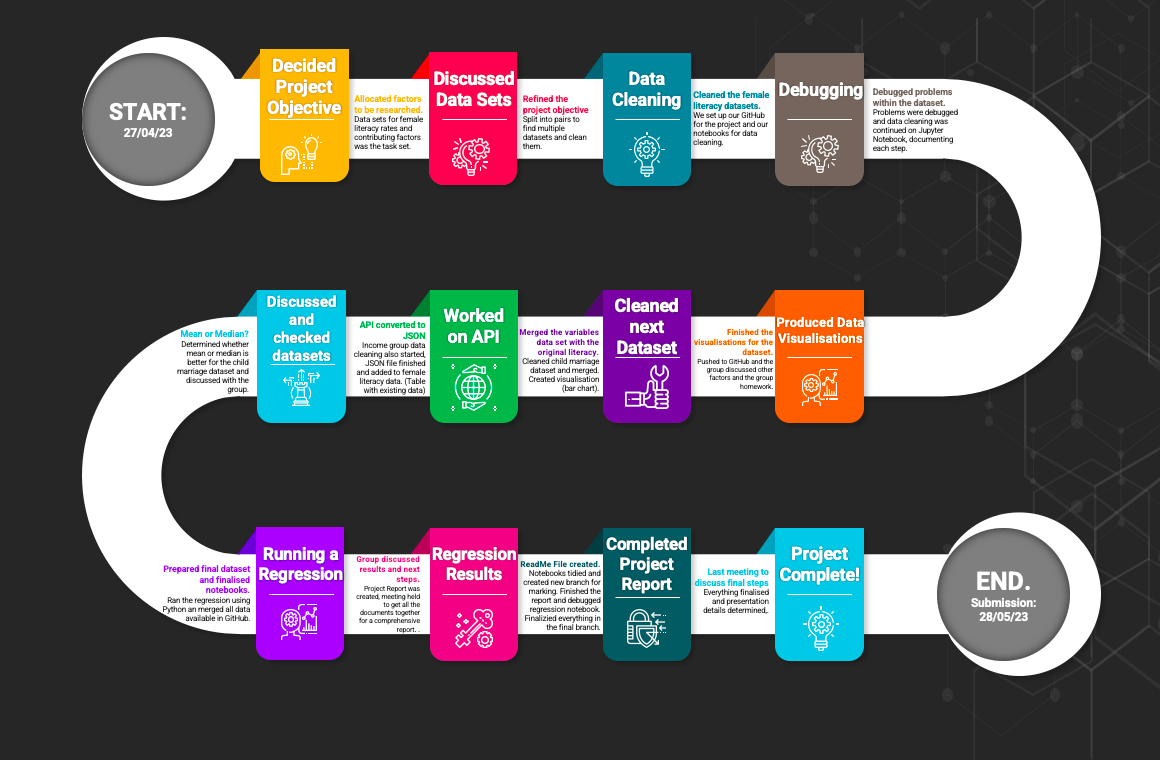 START:
27/04/23
Decided
Project
Objective
Allocated factors
to be researched.
Data sets for female
literacy rates and
contributing factors
was the task set.
Discussed
Data Sets
Refined the
project objective
Split into pairs to
find multiple
datasets and clean
them.
Data
Cleaning
Cleaned the female
literacy datasets.
We set up our GitHub
for the project and our
notebooks for data
cleaning.
Debugging
Debugged problems
within the dataset.
Problems were debugged
and data cleaning was
continued on Jupyter
Notebook, documenting
each step.
Produced Data
Visualisations
Finished the
visualisations for the
dataset.
Pushed to GitHub and the
group discussed other
factors and the group
homework.
Cleaned
next
Dataset
Merged the variables
data set with the
original literacy.
Cleaned child marriage
dataset and merged.
Created visualisation
(bar chart).
Worked
on API
API converted to
JSON
Income group data
cleaning also started,
JSON file finished
and added to female
literacy data. (Table
with existing data)
Discussed
and
checked
datasets
Mean or Median?
Determined whether
mean or median is
better for the child
marriage dataset and
discussed with the
group.
Prepared final dataset
and finalised
notebooks.
Ran the regression using
Python an merged all data
available in GitHub.
Running a
Regression
Group discussed
results and next
steps.
Project Report was
created, meeting held
to get all the
documents together
for a comprehensive
report. .
Regression
Results
ReadMe File created.
Notebooks tidied and
created new branch for
marking. Finished the
report and debugged
regression notebook.
Finalizied everything in
the final branch.
Completed
Project
Report
Last meeting to
discuss final steps
Everything finalised
and presentation
details determined,.
Project
Complete!
END.
Submission:
28/05/23